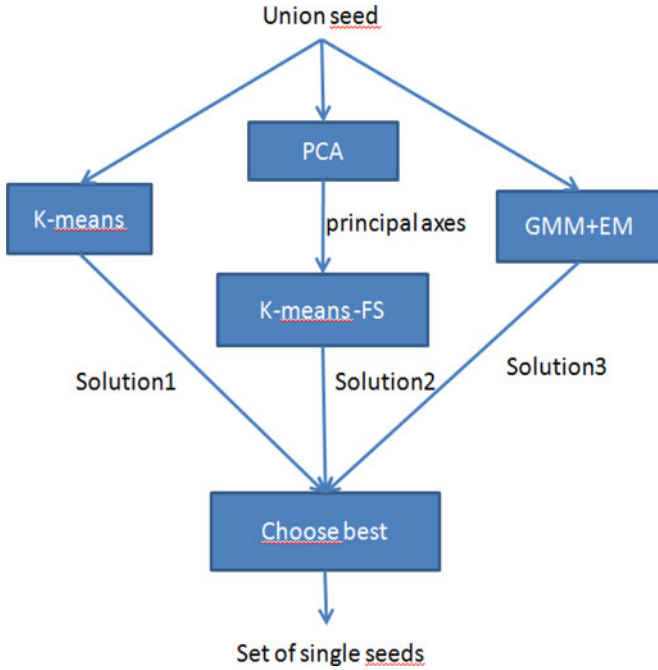 Union seed
PCA
K-means
principal axes
GMM+EM
K-means-FS
Solution1
Solution2
Solution3
Choose best
Set of single seeds